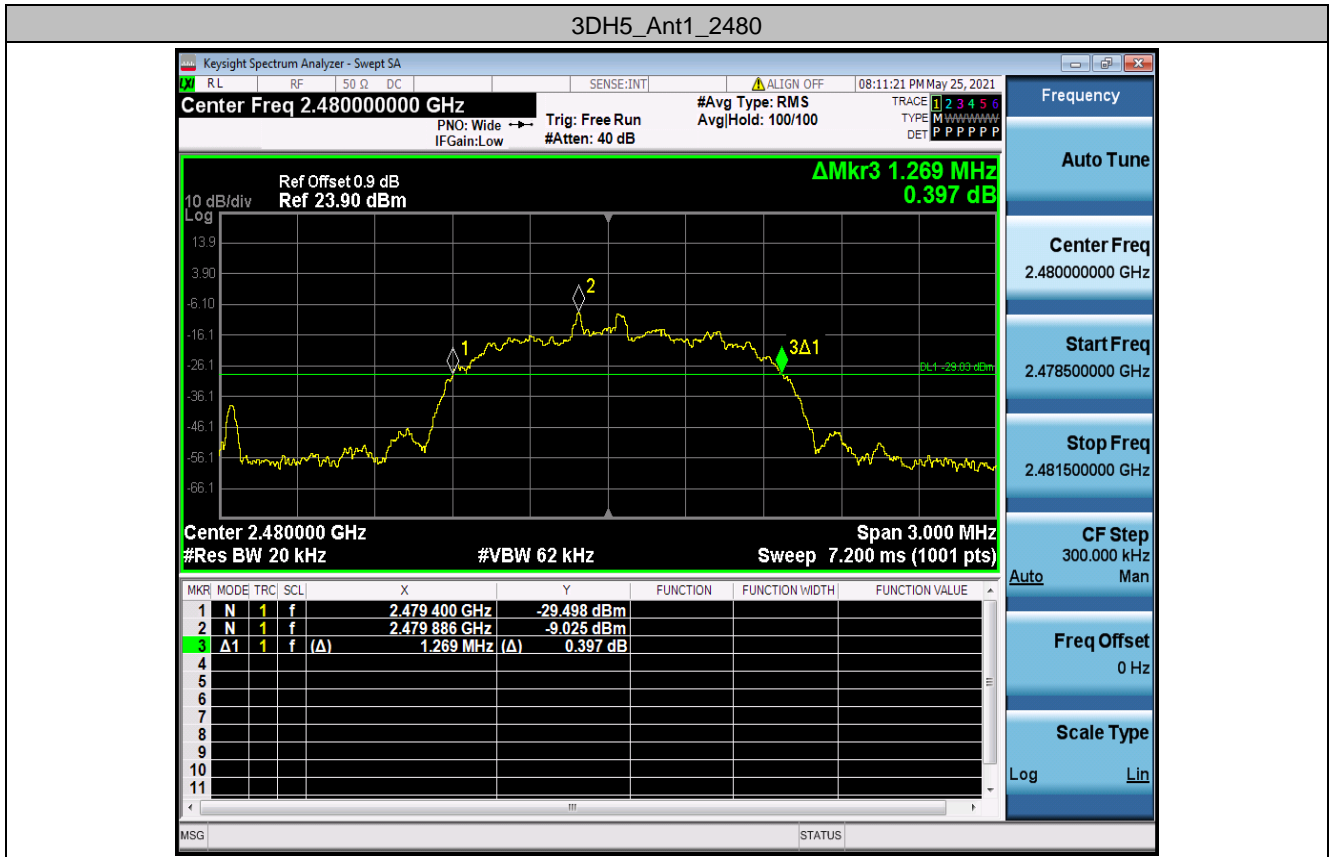 3DH5_Ant1_2480
Keysight Spectrum Analyzer - Swept SA
LXI RL RF 50 Ω DC SENSE:INT ALIGN OFF 08:11:21 PM May 25, 2021
Center Freq 2.480000000 GHz
PNO: Wide
IFGain:Low
Trig: Free Run
#Atten: 40 dB
#Avg Type: RMS
Avg|Hold: 100/100
TRACE 1 2 3 4 5 6
TYPE M W W W W W
DET P P P P P P
ΔMkr3 1.269 MHz
0.397 dB
Ref Offset 0.9 dB
10 dB/div Ref 23.90 dBm
Log
13.9
3.90
-6.10
-16.1
-26.1
-36.1
-46.1
-56.1
-66.1
2
1
3Δ1
DL1 -29.03 dBm
Center 2.480000 GHz Span 3.000 MHz
#Res BW 20 kHz #VBW 62 kHz Sweep 7.200 ms (1001 pts)
MKR MODE TRC SCL X Y FUNCTION FUNCTION WIDTH FUNCTION VALUE
1 N 1 f 2.479 400 GHz -29.498 dBm
2 N 1 f 2.479 886 GHz -9.025 dBm
3 Δ1 1 f (Δ) 1.269 MHz (Δ) 0.397 dB
4
5
6
7
8
9
10
11
MSG STATUS
Frequency
Auto Tune
Center Freq
2.480000000 GHz
Start Freq
2.478500000 GHz
Stop Freq
2.481500000 GHz
CF Step
300.000 kHz
Auto Man
Freq Offset
0 Hz
Scale Type
Log Lin